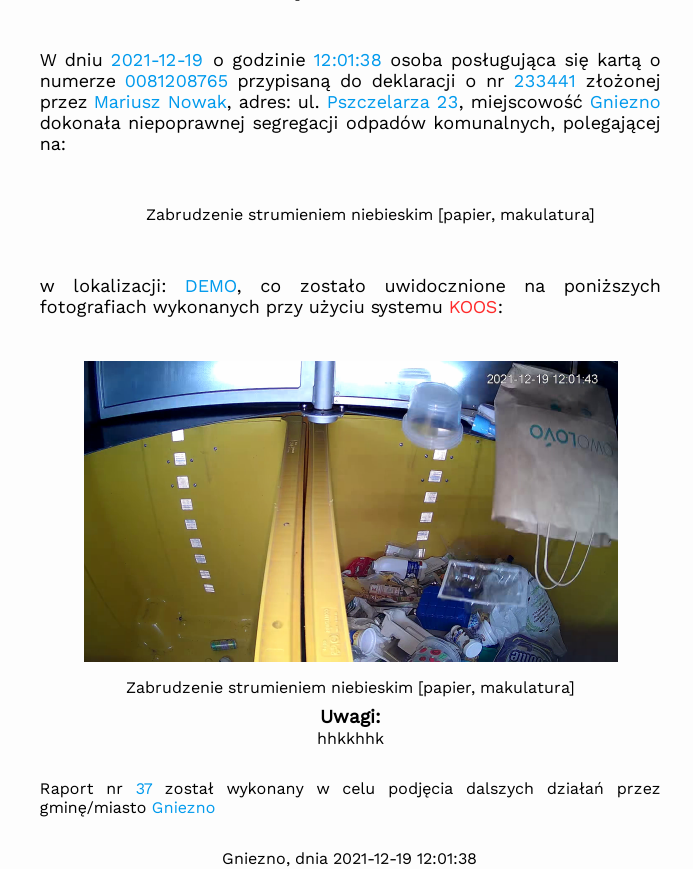 W dniu 2021-12-19 o godzinie 12:01:38 osoba posługująca się kartą o
numerze 0081208765 przypisaną do deklaracji o nr 233441 złożonej
przez Mariusz Nowak, adres: ul. Pszczelarza 23, miejscowość Gniezno
dokonała niepoprawnej segregacji odpadów komunalnych, polegającej
na:
Zabrudzenie strumieniem niebieskim [papier, makulatura]
w lokalizacji: DEMO, co zostało uwidocznione na poniższych
fotografiach wykonanych przy użyciu systemu KOOS:
2021-12-19 12:01:43
Zabrudzenie strumieniem niebieskim [papier, makulatura]
Uwagi:
hhkkhhk
Raport nr 37 został wykonany w celu podjęcia dalszych działań przez
gminę/miasto Gniezno
Gniezno, dnia 2021-12-19 12:01:38